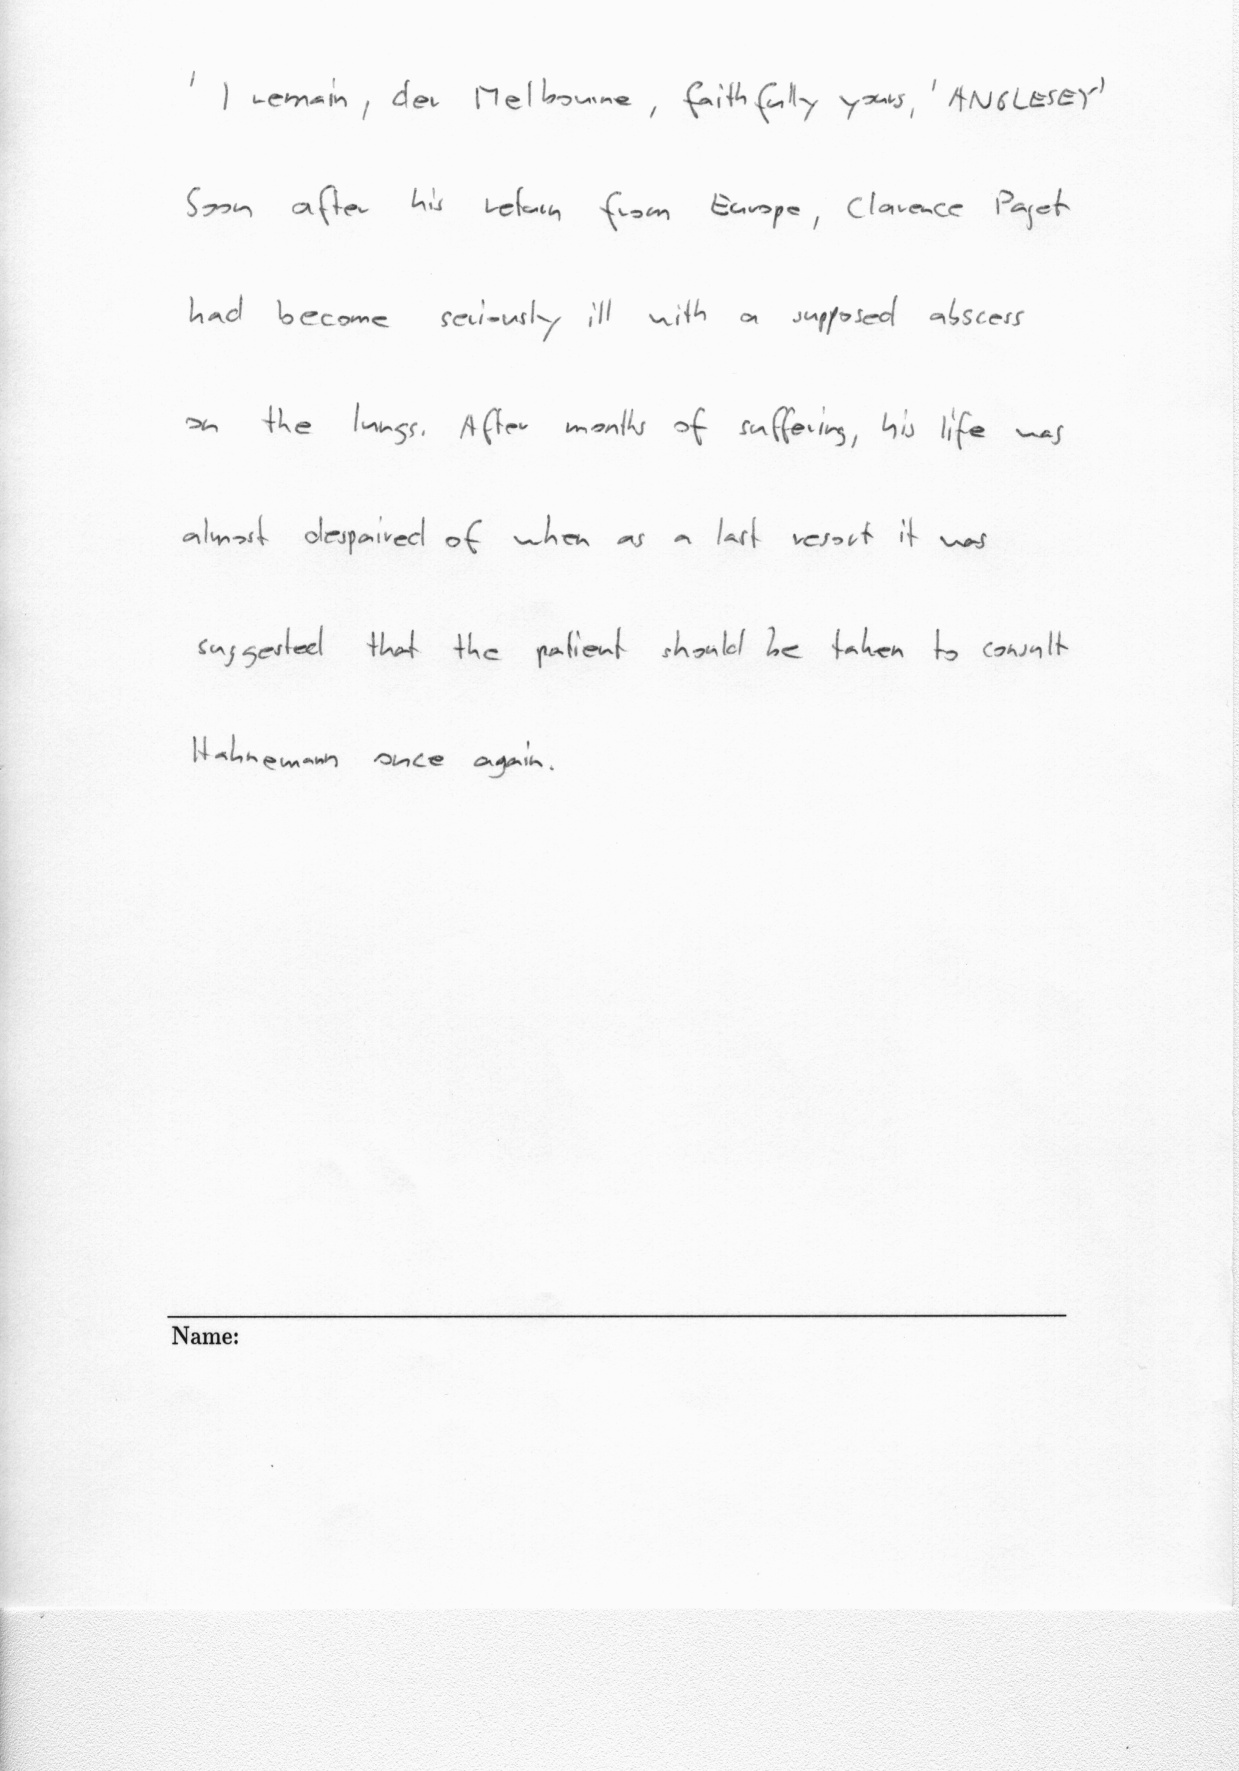 ' I remain, der Melbourne, faithfully yours, 'ANGLESEY'
Soon after his return from Europe, Clarence Paget
had become seriously ill with a supposed abscess
on the lungs. After months of suffering, his life was
almost despaired of when as a last resort it was
suggested that the patient should be taken to consult
Hahnemann once again.
Name: